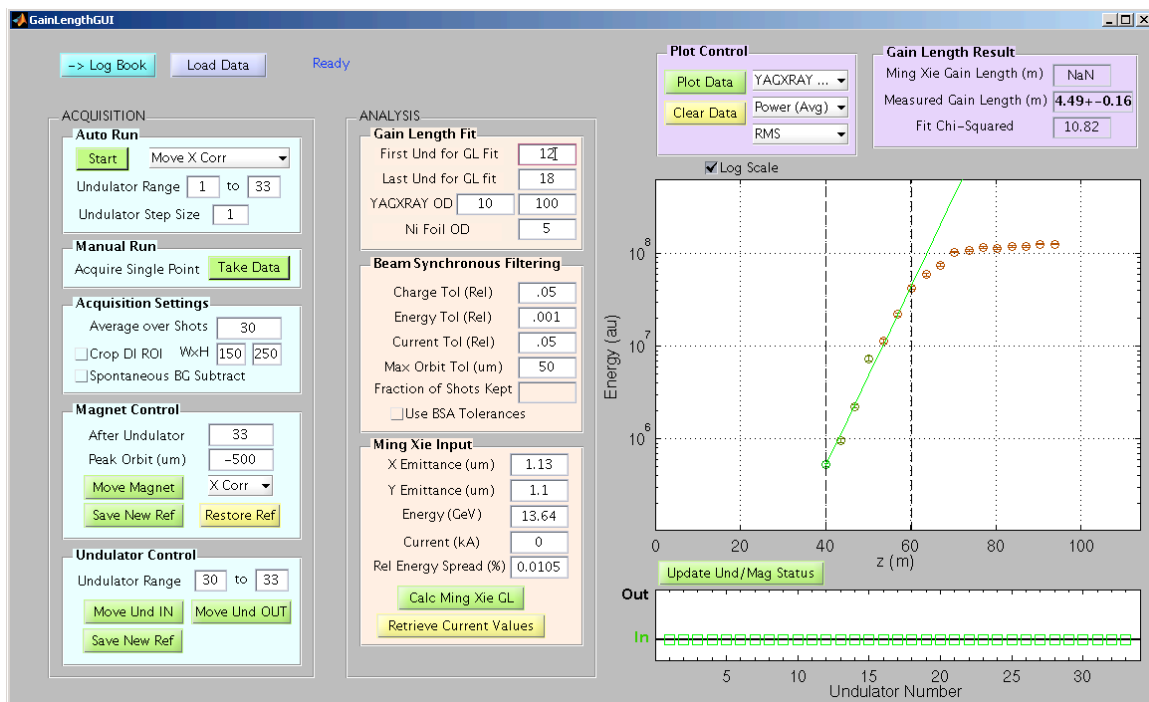 GainLengthGUI
-> Log Book
Load Data
Ready
ACQUISITION
Auto Run
Start
Move X Corr
Undulator Range 1 to 33
Undulator Step Size 1
Manual Run
Acquire Single Point Take Data
Acquisition Settings
Average over Shots 30
Crop DI ROI WxH 150 250
Spontaneous BG Subtract
Magnet Control
After Undulator 33
Peak Orbit (um) -500
Move Magnet X Corr
Save New Ref Restore Ref
Undulator Control
Undulator Range 30 to 33
Move Und IN Move Und OUT
Save New Ref
ANALYSIS
Gain Length Fit
First Und for GL Fit 12
Last Und for GL fit 18
YAGXRAY OD 10 100
Ni Foil OD 5
Beam Synchronous Filtering
Charge Tol (Rel) .05
Energy Tol (Rel) .001
Current Tol (Rel) .05
Max Orbit Tol (um) 50
Fraction of Shots Kept
Use BSA Tolerances
Ming Xie Input
X Emittance (um) 1.13
Y Emittance (um) 1.1
Energy (GeV) 13.64
Current (kA) 0
Rel Energy Spread (%) 0.0105
Calc Ming Xie GL
Retrieve Current Values
Plot Control
Plot Data YAGXRAY ...
Clear Data Power (Avg)
RMS
Gain Length Result
Ming Xie Gain Length (m) NaN
Measured Gain Length (m) 4.49+-0.16
Fit Chi-Squared 10.82
Log Scale
10^8
10^7
10^6
Energy (au)
0 20 40 60 80 100
z (m)
Update Und/Mag Status
Out
In
5 10 15 20 25 30
Undulator Number